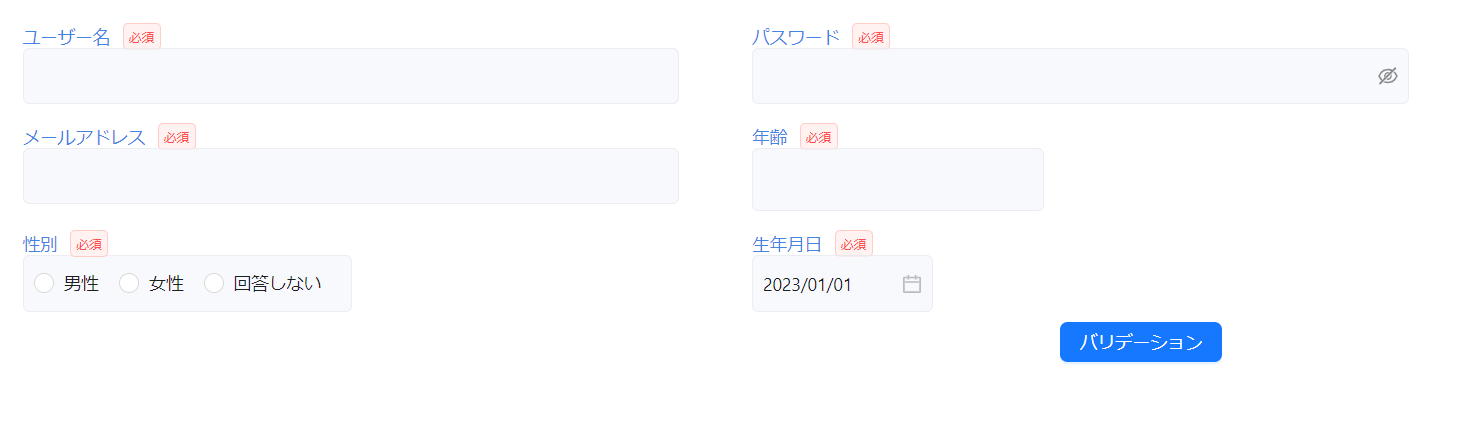 ユーザー名 必須
パスワード 必須
メールアドレス 必須
年齢 必須
性別 必須
男性 女性 回答しない
生年月日 必須
2023/01/01
バリデーション